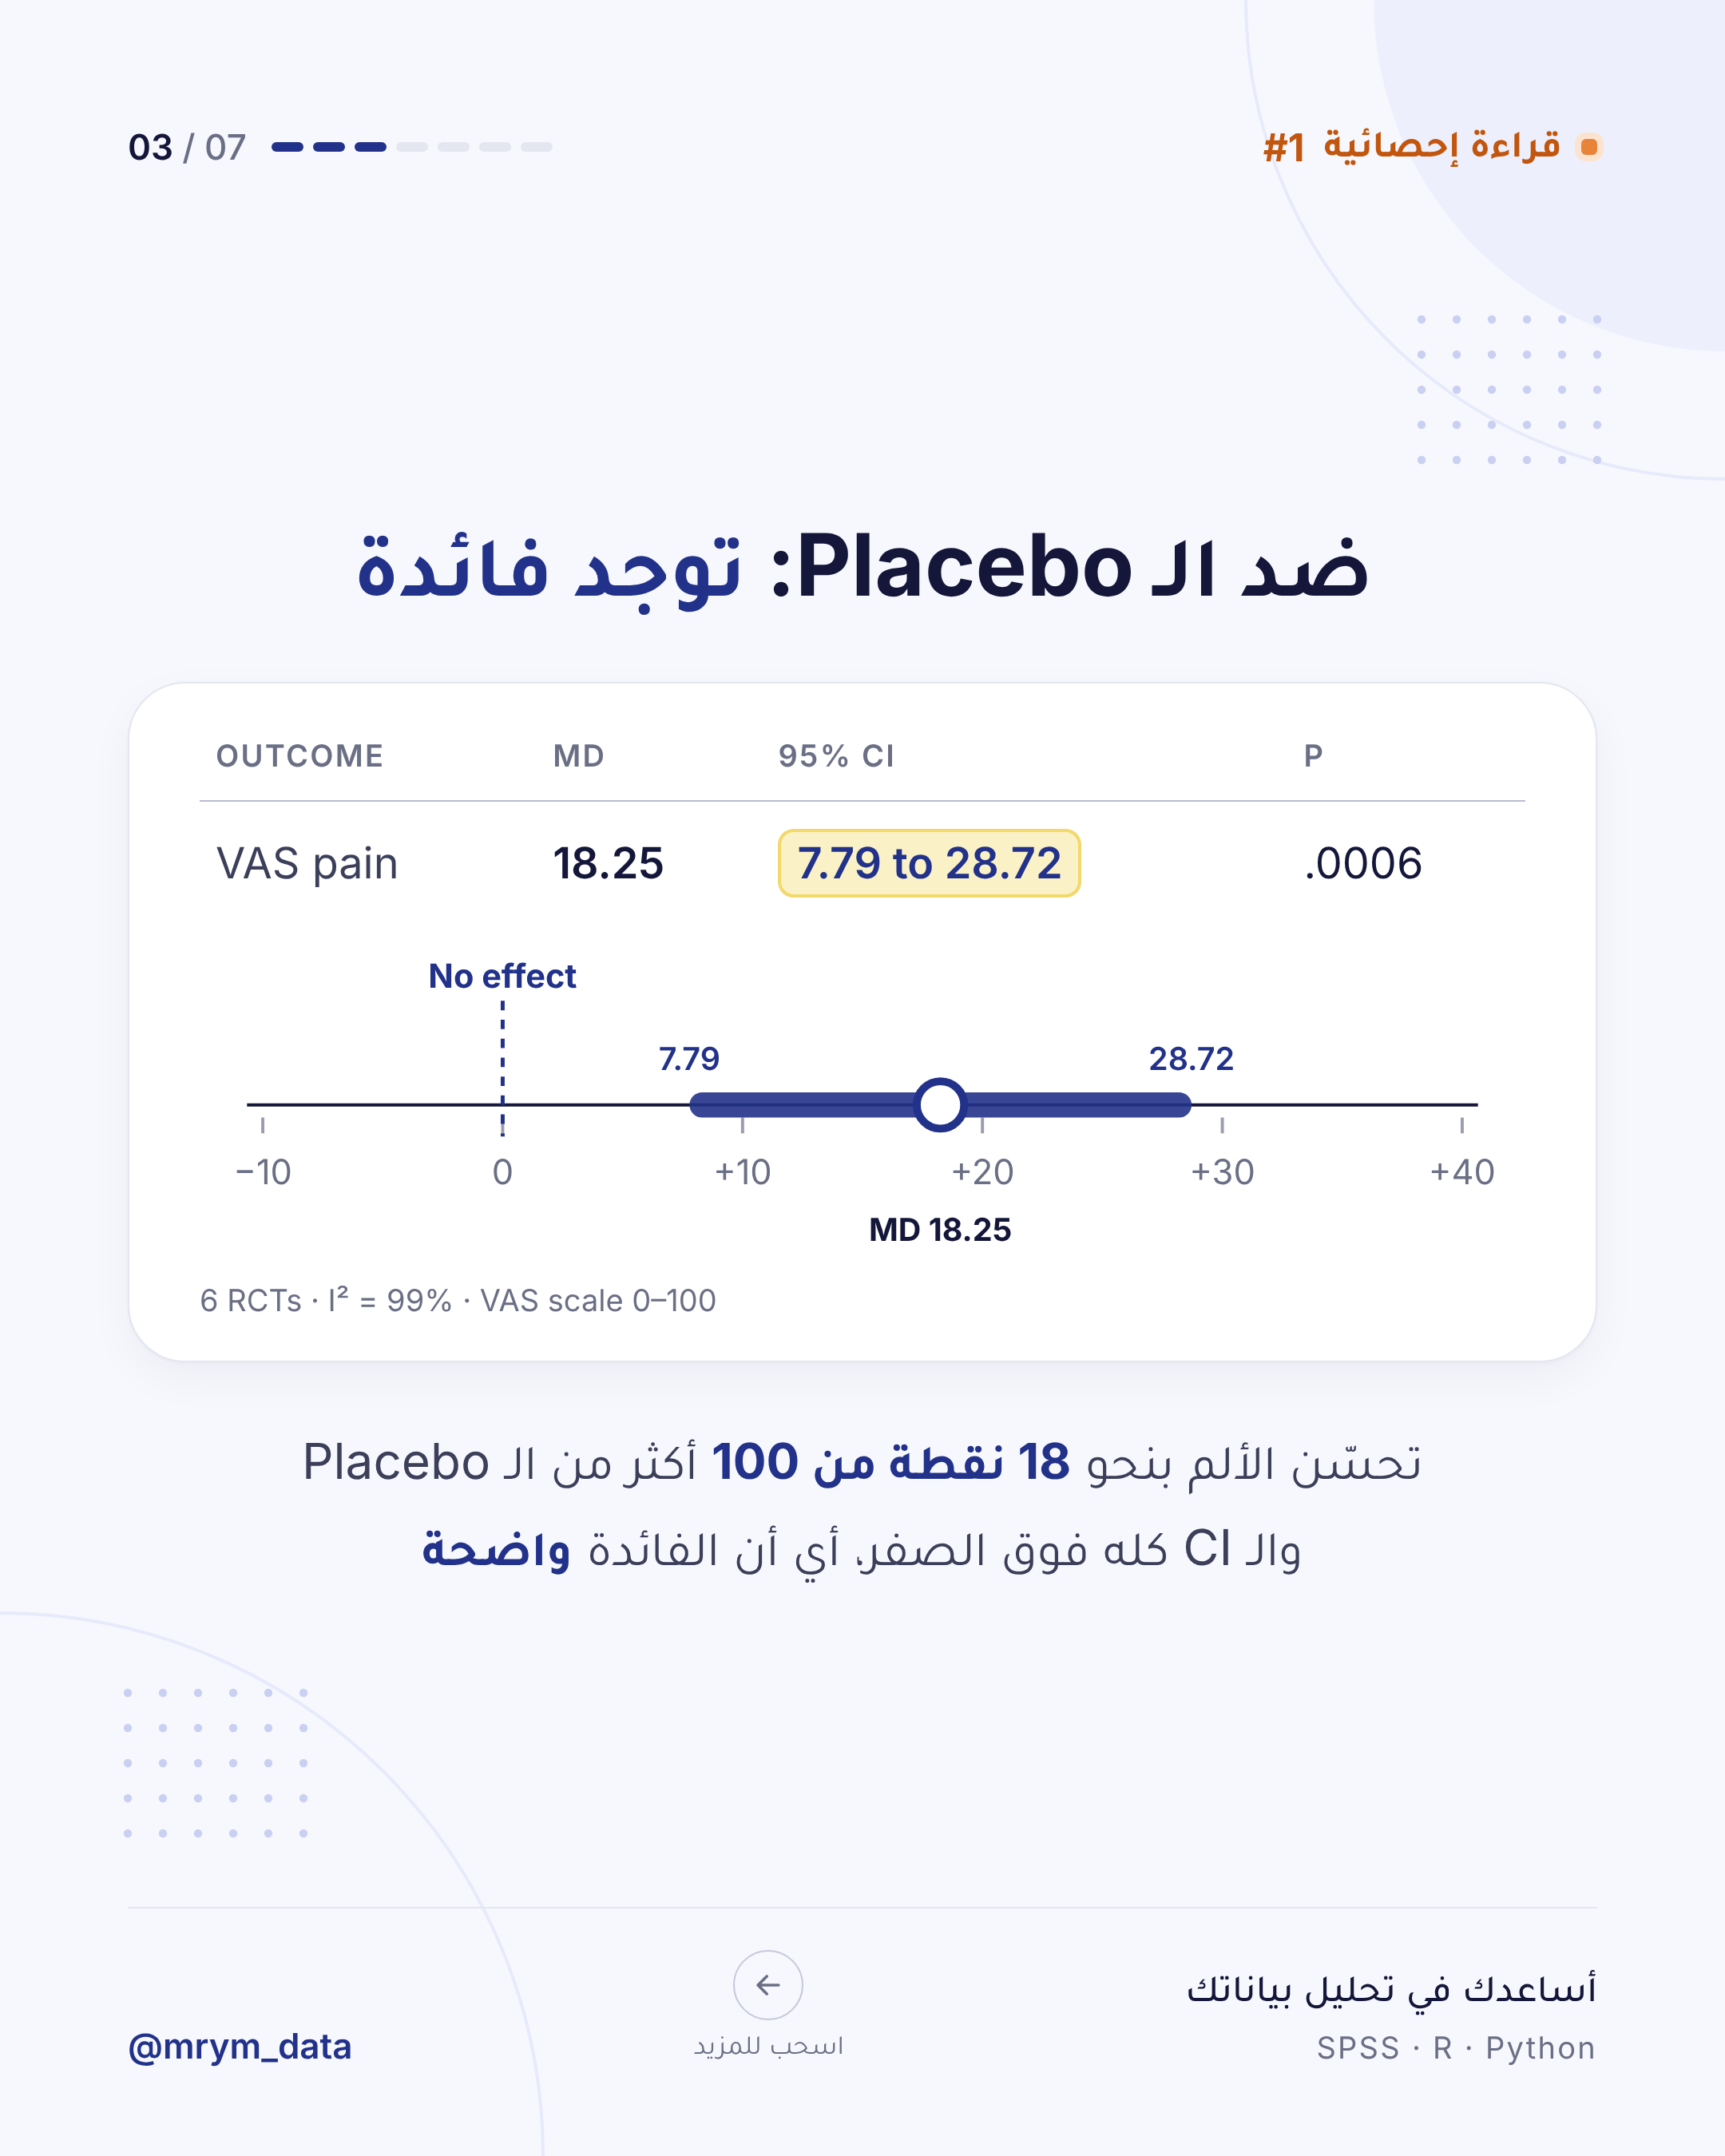 قراءة إحصائية #1
03 / 07
ضد الـ Placebo: توجد فائدة
OUTCOME MD 95% CI P
VAS pain 18.25 7.79 to 28.72 .0006
No effect
7.79 28.72
−10 0 +10 +20 +30 +40
MD 18.25
6 RCTs · I² = 99% · VAS scale 0–100
تحسّن الألم بنحو 18 نقطة من 100 أكثر من الـ Placebo
والـ CI كله فوق الصفر، أي أن الفائدة واضحة
أساعدك في تحليل بياناتك
SPSS · R · Python
اسحب للمزيد
@mrym_data